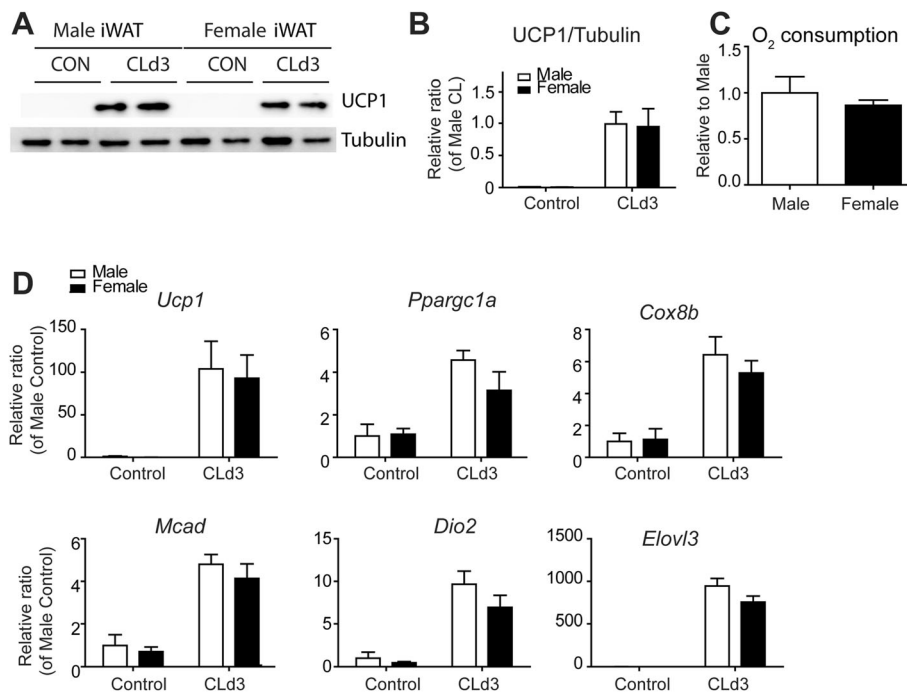 A
Male iWAT Female iWAT
CON CLd3 CON CLd3
UCP1
Tubulin
B
UCP1/Tubulin
Male
Female
Relative ratio
(of Male CL)
1.5
1.0
0.5
0
Control CLd3
C
O₂ consumption
Relative to Male
1.5
1.0
0.5
0.0
Male Female
D
Male
Female
Ucp1
Relative ratio
(of Male Control)
150
100
50
0
Control CLd3
Ppargc1a
6
4
2
0
Control CLd3
Cox8b
8
6
4
2
0
Control CLd3
Mcad
Relative ratio
(of Male Control)
6
4
2
0
Control CLd3
Dio2
15
10
5
0
Control CLd3
Elovl3
1500
1000
500
0
Control CLd3